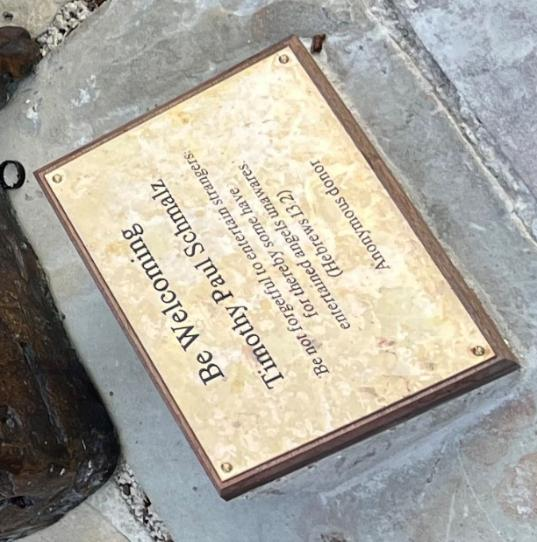 Be Welcoming
Timothy Paul Schmalz
Be not forgetful to entertain strangers:
for thereby some have
entertained angels unawares.
(Hebrews 13:2)
Anonymous donor